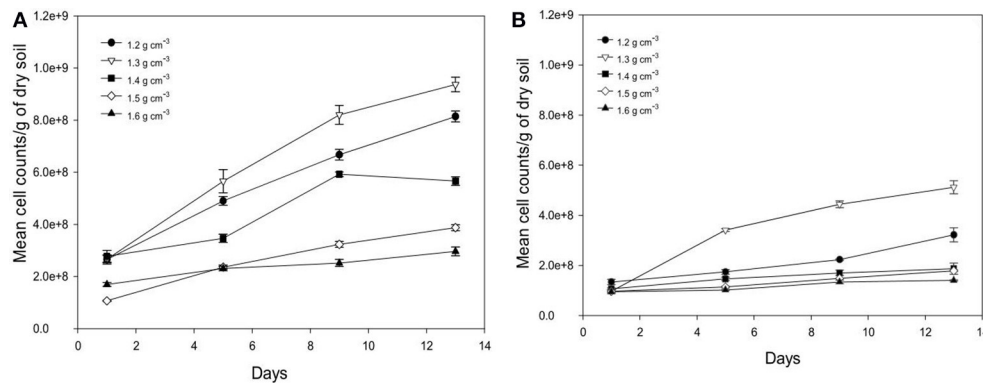 A
Mean cell counts/g of dry soil
1.2e+9
1.0e+9
8.0e+8
6.0e+8
4.0e+8
2.0e+8
0.0
1.2 g cm⁻³
1.3 g cm⁻³
1.4 g cm⁻³
1.5 g cm⁻³
1.6 g cm⁻³
0 2 4 6 8 10 12 14
Days
B
Mean cell counts/g of dry soil
1.2e+9
1.0e+9
8.0e+8
6.0e+8
4.0e+8
2.0e+8
0.0
1.2 g cm⁻³
1.3 g cm⁻³
1.4 g cm⁻³
1.5 g cm⁻³
1.6 g cm⁻³
0 2 4 6 8 10 12 14
Days